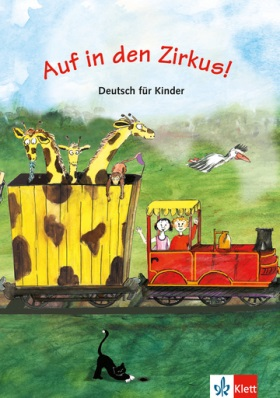 Auf in den Zirkus!
Deutsch für Kinder
Klett